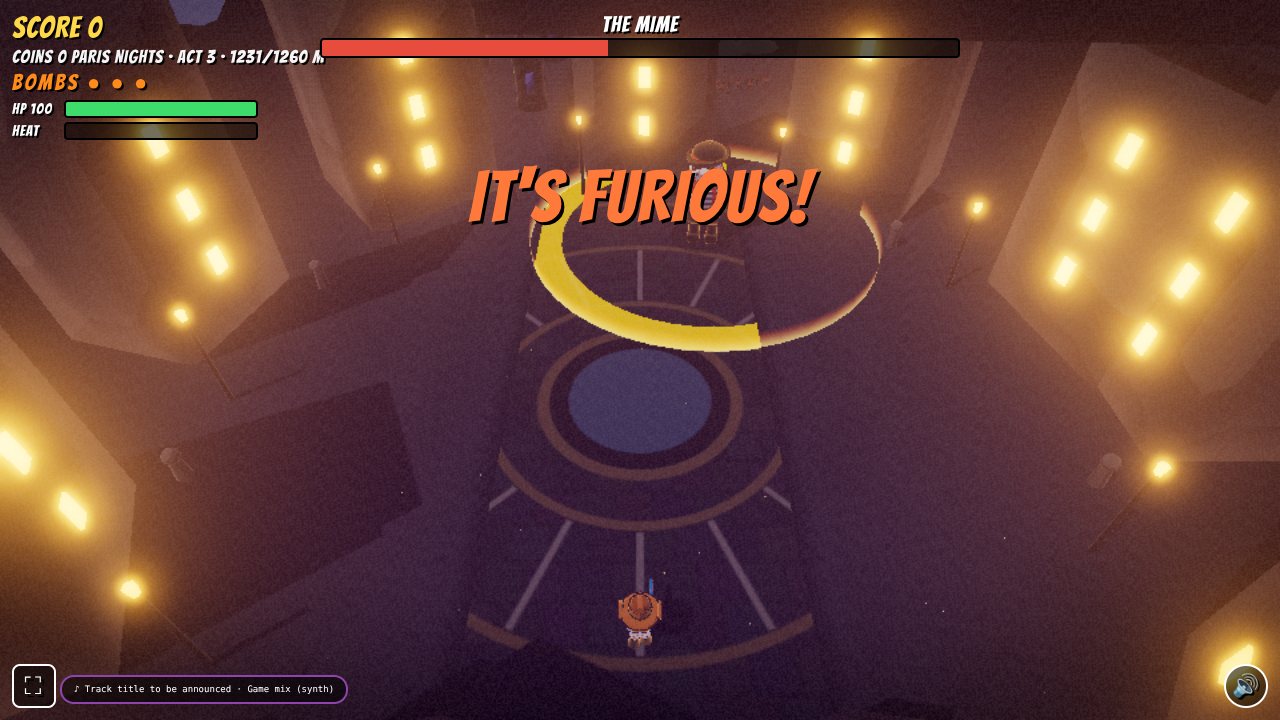 SCORE 0
THE MIME
COINS 0 PARIS NIGHTS · ACT 3 · 1231/1260 M
BOMBS
HP 100
HEAT
IT'S FURIOUS!
♪ Track title to be announced · Game mix (synth)